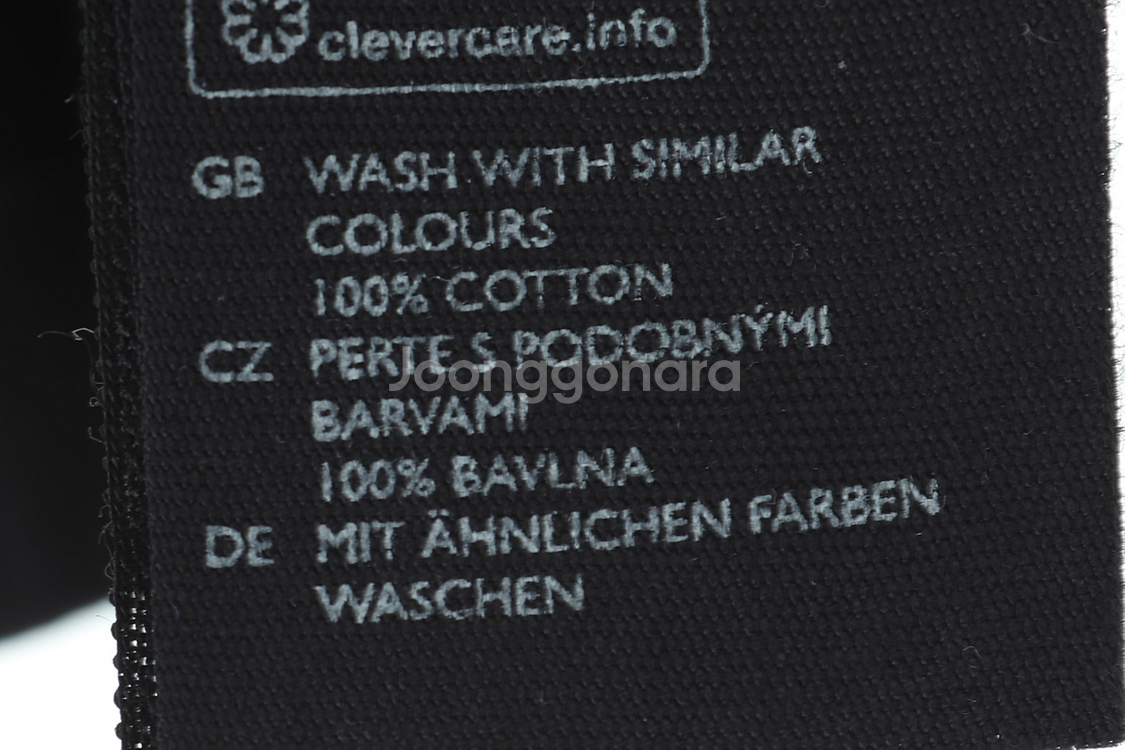 clevercare.info
GB WASH WITH SIMILAR
COLOURS
100% COTTON
CZ PERTE S PODOBNÝMI
Joonggonara
BARVAMI
100% BAVLNA
DE MIT ÄHNLICHEN FARBEN
WASCHEN